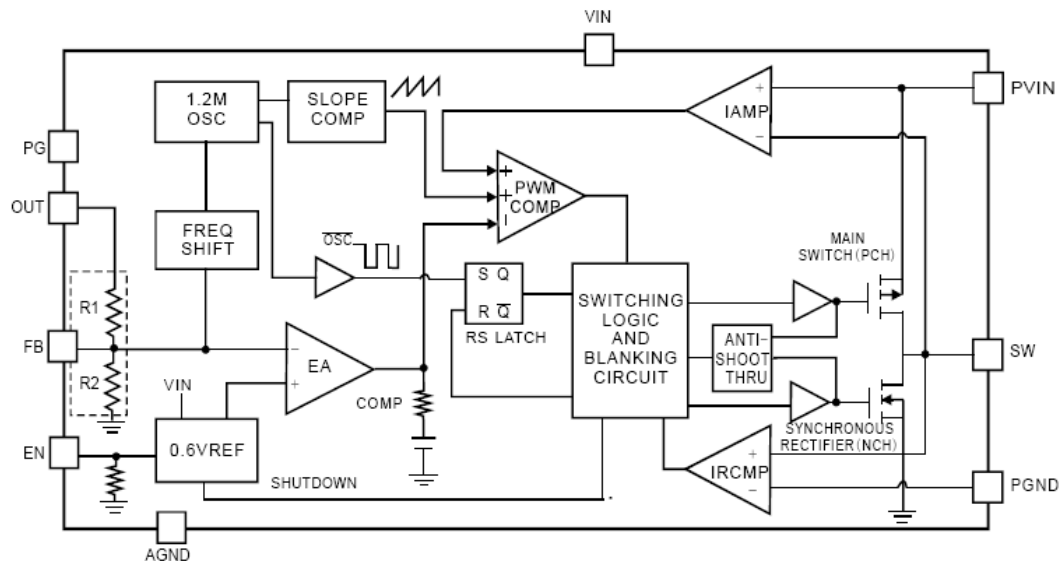 VIN
1.2M
OSC
SLOPE
COMP
+
IAMP
−
PVIN
PG
OUT
+
+
−
PWM
COMP
FREQ
SHIFT
OSC
MAIN
SWITCH (PCH)
S Q
R Q
RS LATCH
SWITCHING
LOGIC
AND
BLANKING
CIRCUIT
ANTI-
SHOOT
THRU
R1
FB
R2
−
EA
+
SW
VIN
COMP
SYNCHRONOUS
RECTIFIER (NCH)
EN
0.6VREF
+
IRCMP
−
SHUTDOWN
PGND
AGND